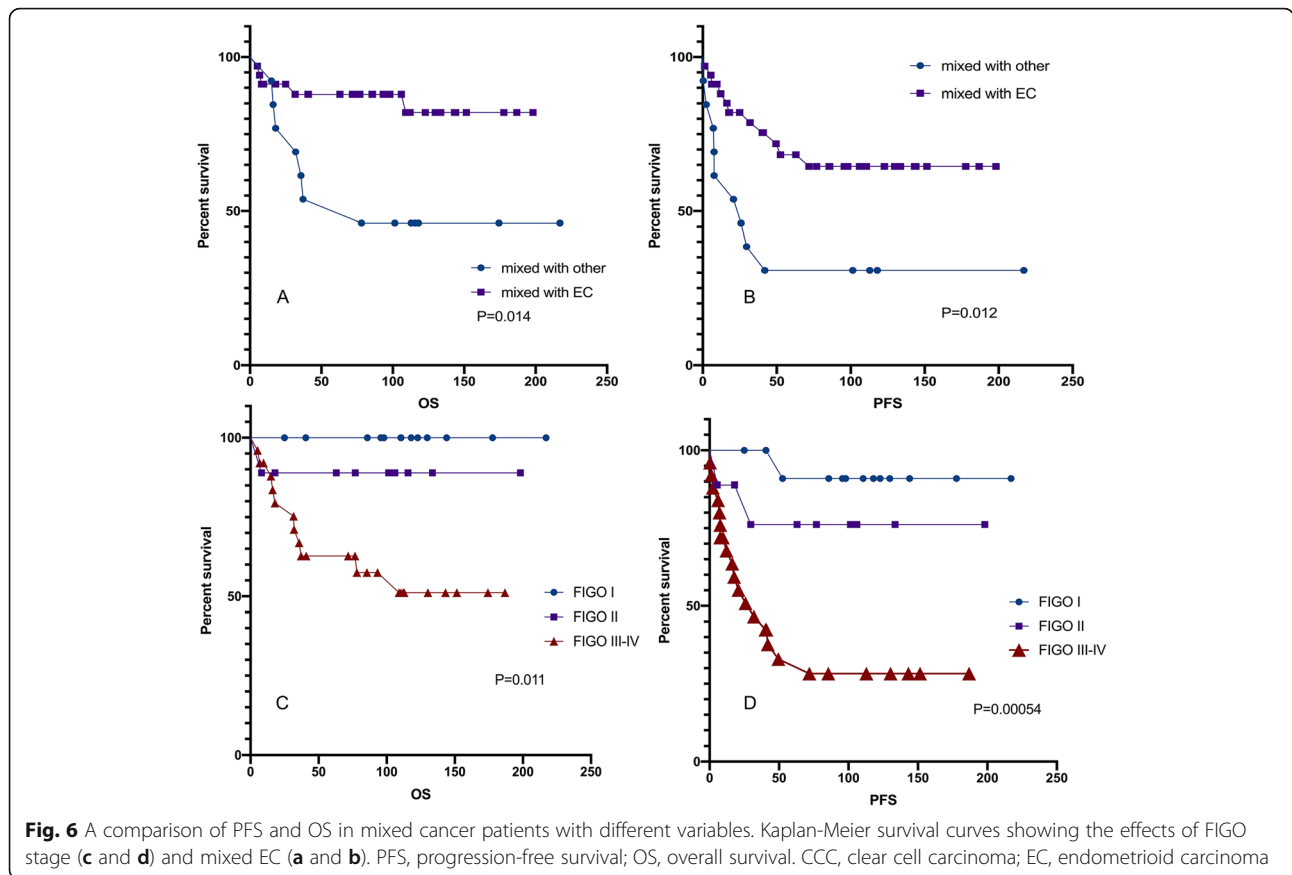 100
50
0
Percent survival
0 50 100 150 200 250
OS
mixed with other
mixed with EC
A
P=0.014
100
50
0
Percent survival
0 50 100 150 200 250
PFS
mixed with other
mixed with EC
B
P=0.012
100
50
0
Percent survival
0 50 100 150 200 250
OS
FIGO I
FIGO II
FIGO III-IV
C
P=0.011
100
50
0
Percent survival
0 50 100 150 200 250
PFS
FIGO I
FIGO II
FIGO III-IV
D
P=0.00054
Fig. 6 A comparison of PFS and OS in mixed cancer patients with different variables. Kaplan-Meier survival curves showing the effects of FIGO
stage (c and d) and mixed EC (a and b). PFS, progression-free survival; OS, overall survival. CCC, clear cell carcinoma; EC, endometrioid carcinoma